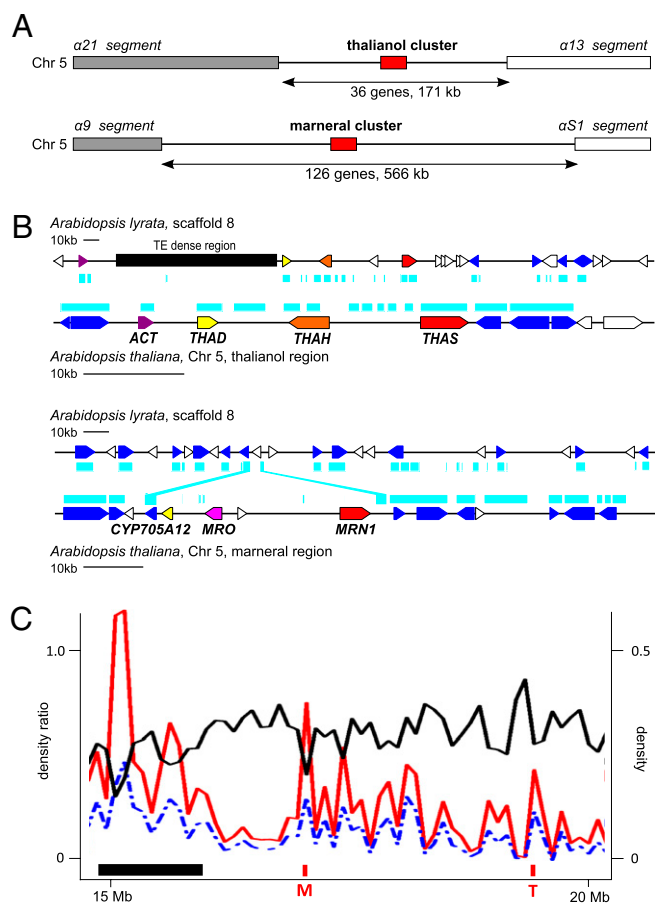 A
α21 segment
thalianol cluster
α13 segment
Chr 5
36 genes, 171 kb
α9 segment
marneral cluster
αS1 segment
Chr 5
126 genes, 566 kb
B
Arabidopsis lyrata, scaffold 8
10kb
TE dense region
ACT THAD THAH THAS
Arabidopsis thaliana, Chr 5, thalianol region
10kb
Arabidopsis lyrata, scaffold 8
10kb
CYP705A12 MRO MRN1
Arabidopsis thaliana, Chr 5, marneral region
10kb
C
1.0
0.5
density ratio
density
0
0
M
T
15 Mb
20 Mb